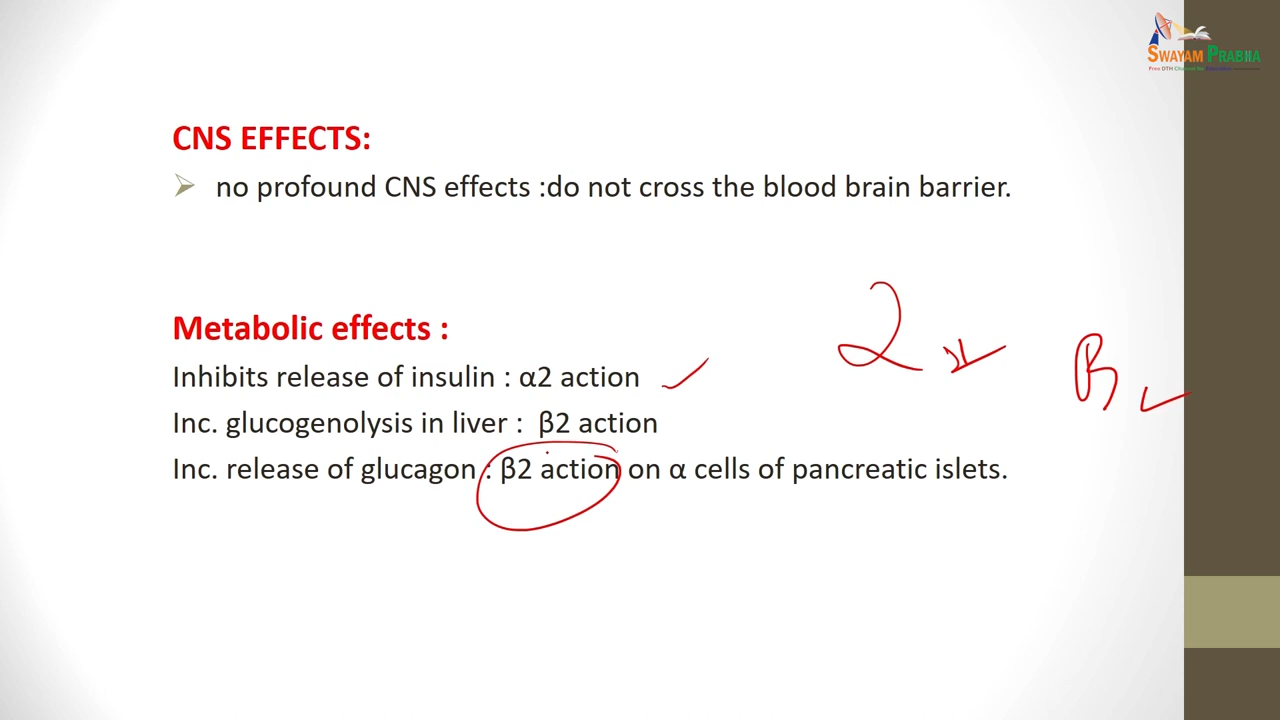 SWAYAM PRABHA
CNS EFFECTS:
no profound CNS effects :do not cross the blood brain barrier.
Metabolic effects :
Inhibits release of insulin : α2 action
Inc. glucogenolysis in liver : β2 action
Inc. release of glucagon : β2 action on α cells of pancreatic islets.